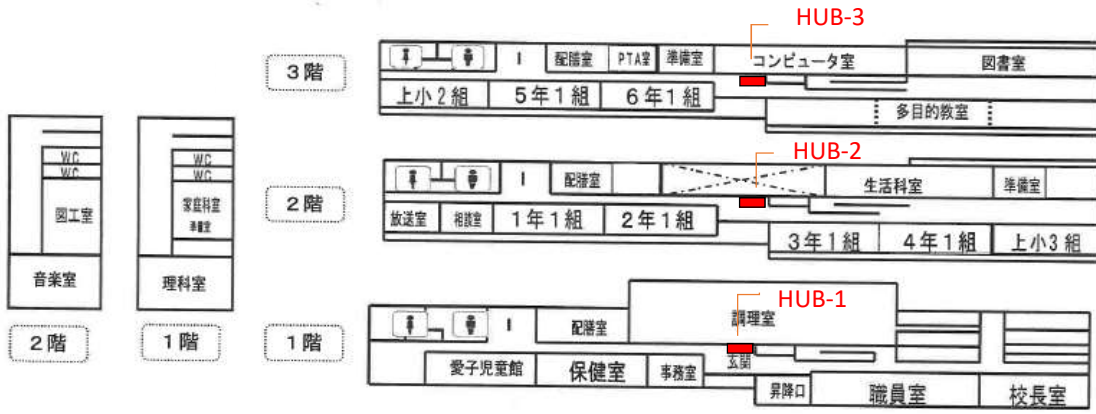 HUB-3
3階
配膳室
PTA室
準備室
コンピュータ室
図書室
上小2組
5年1組
6年1組
多目的教室
HUB-2
2階
配膳室
生活科室
準備室
放送室
相談室
1年1組
2年1組
3年1組
4年1組
上小3組
HUB-1
1階
配膳室
調理室
玄関
愛子児童館
保健室
事務室
昇降口
職員室
校長室
WC
WC
図工室
音楽室
2階
WC
WC
家庭科室
準備室
理科室
1階